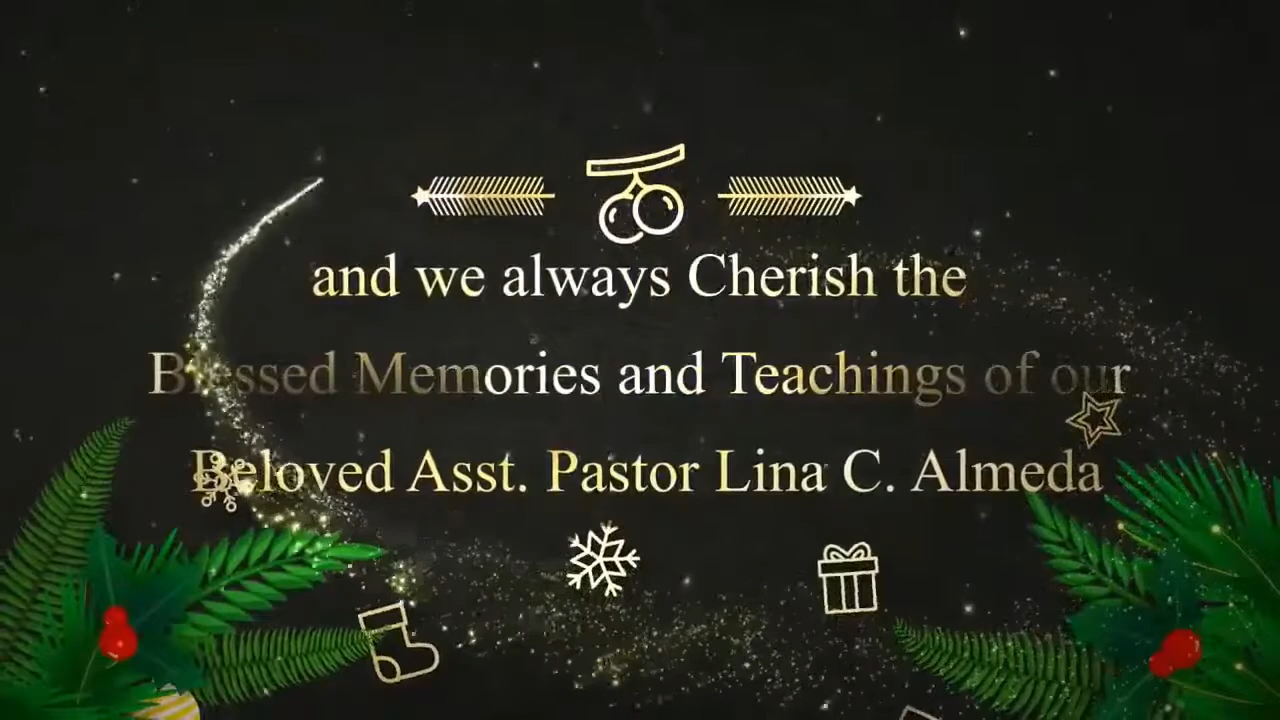 and we always Cherish the
Blessed Memories and Teachings of our
Beloved Asst. Pastor Lina C. Almeda